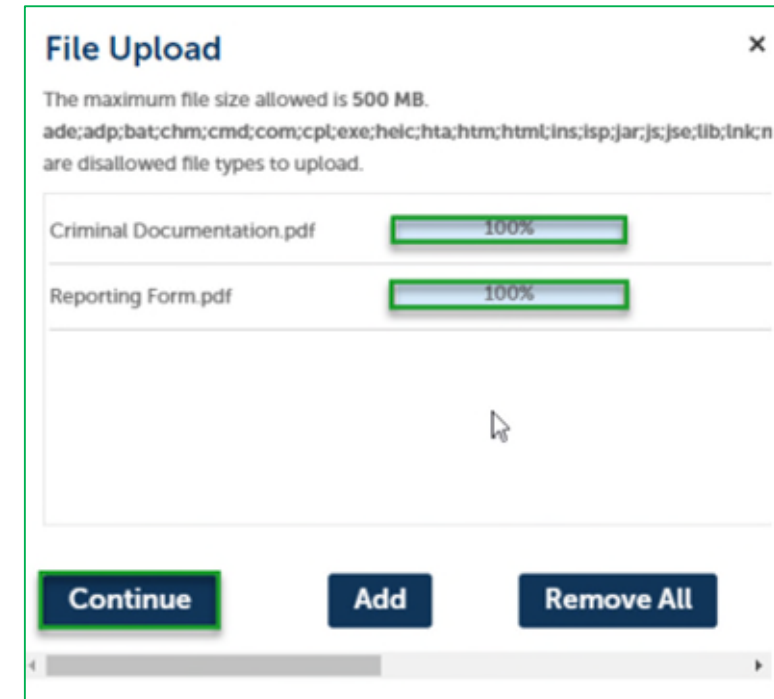 File Upload ×
The maximum file size allowed is 500 MB.
ade;adp;bat;chm;cmd;com;cpl;exe;heic;hta;htm;html;ins;isp;jar;js;jse;lib;lnk;
are disallowed file types to upload.
Criminal Documentation.pdf 100%
Reporting Form.pdf 100%
Continue Add Remove All